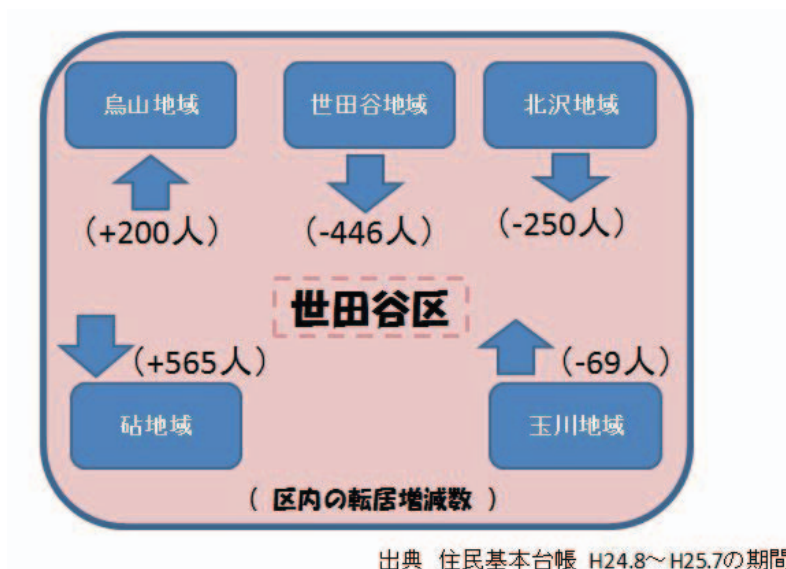 烏山地域
世田谷地域
北沢地域
（+200人）
（-446人）
（-250人）
世田谷区
（+565人）
（-69人）
砧地域
玉川地域
（ 区内の転居増減数 ）
出典 住民基本台帳 H24.8～H25.7の期間